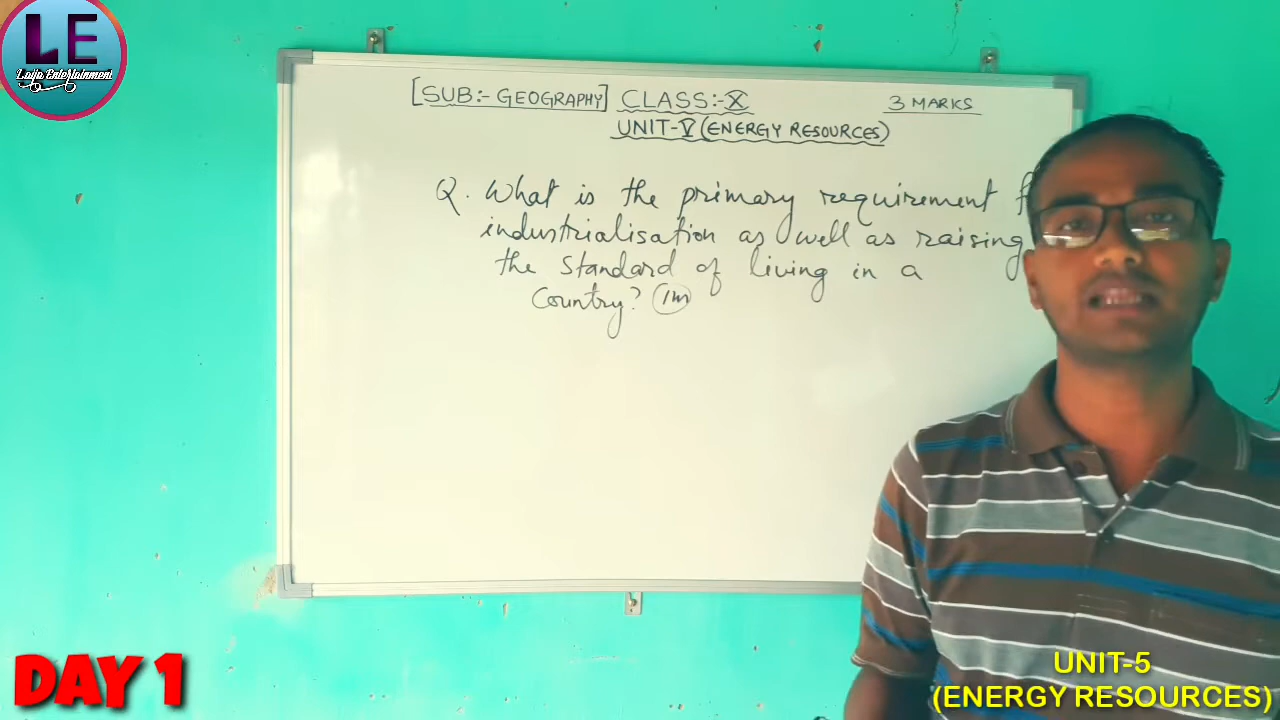 LE
Laija Entertainment
[SUB:- GEOGRAPHY] CLASS:- X 3 MARKS
UNIT-V (ENERGY RESOURCES)
Q. What is the primary requirement
industrialisation as well as raising
the standard of living in a
Country? 1m
DAY 1
UNIT-5
(ENERGY RESOURCES)